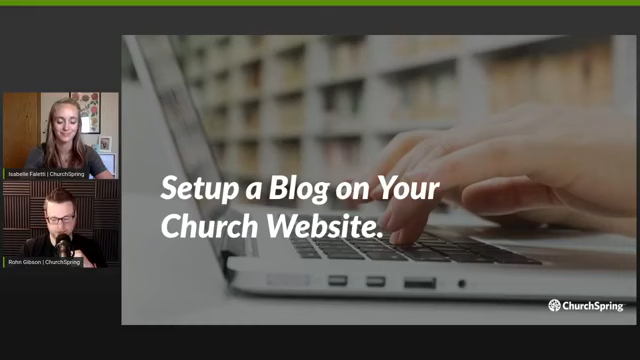 Isabelle Faletti | ChurchSpring
Rohn Gibson | ChurchSpring
Setup a Blog on Your
Church Website.
ChurchSpring